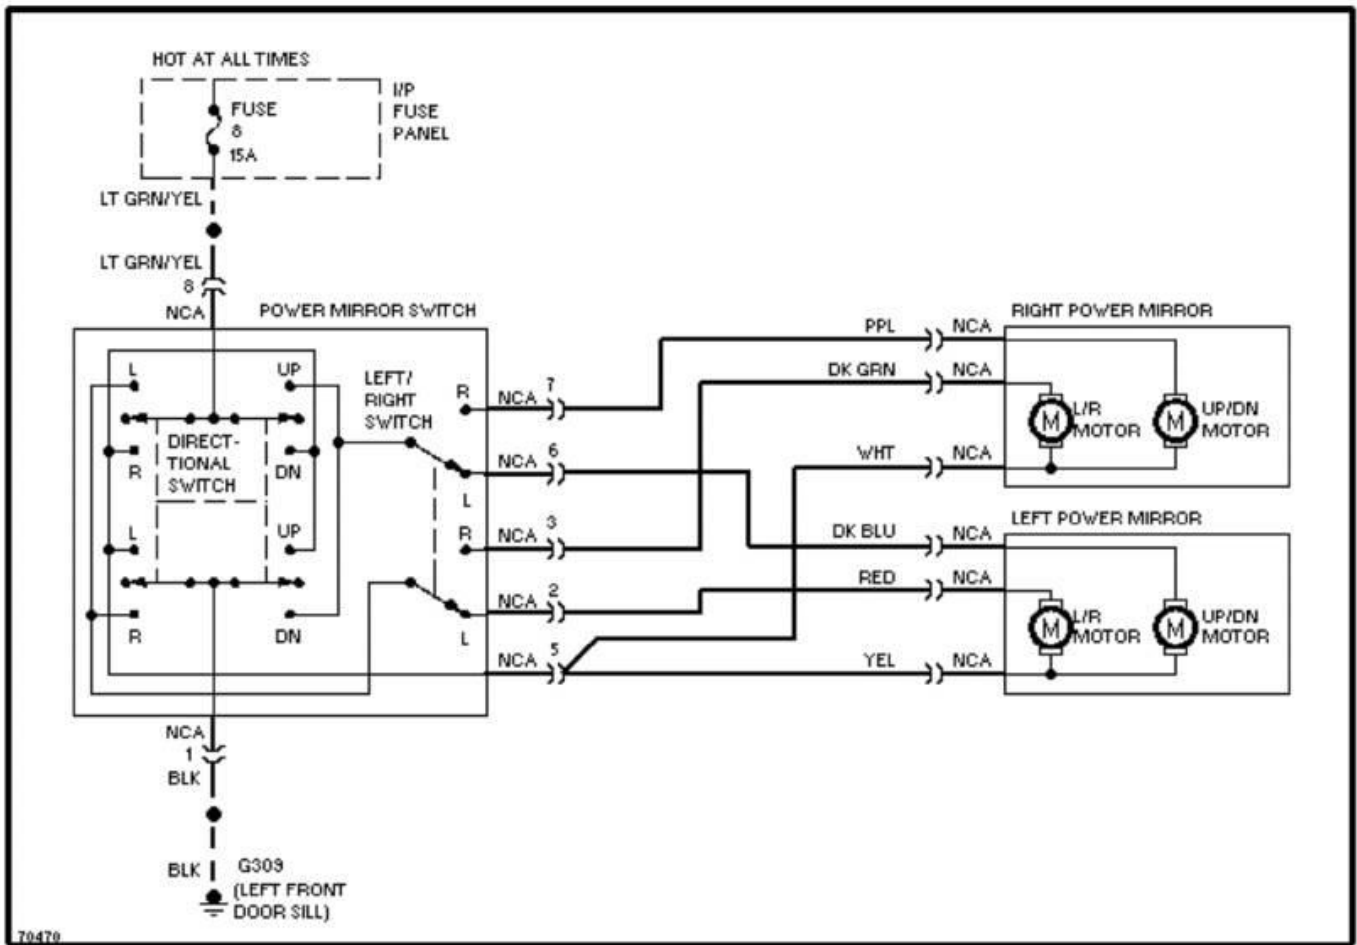 HOT AT ALL TIMES
I/P
FUSE
PANEL
FUSE
8
15A
LT GRN/YEL
LT GRN/YEL
8
NCA
POWER MIRROR SWITCH
RIGHT POWER MIRROR
L
UP
LEFT/
RIGHT
SWITCH
R
NCA
7
PPL
NCA
DK GRN
NCA
DIRECT-
TIONAL
SWITCH
R
DN
L
NCA
6
WHT
NCA
M
L/R
MOTOR
M
UP/DN
MOTOR
L
UP
R
NCA
3
LEFT POWER MIRROR
DK BLU
NCA
R
DN
L
NCA
2
RED
NCA
M
L/R
MOTOR
M
UP/DN
MOTOR
NCA
5
YEL
NCA
NCA
1
BLK
BLK
G309
(LEFT FRONT
DOOR SILL)
70470